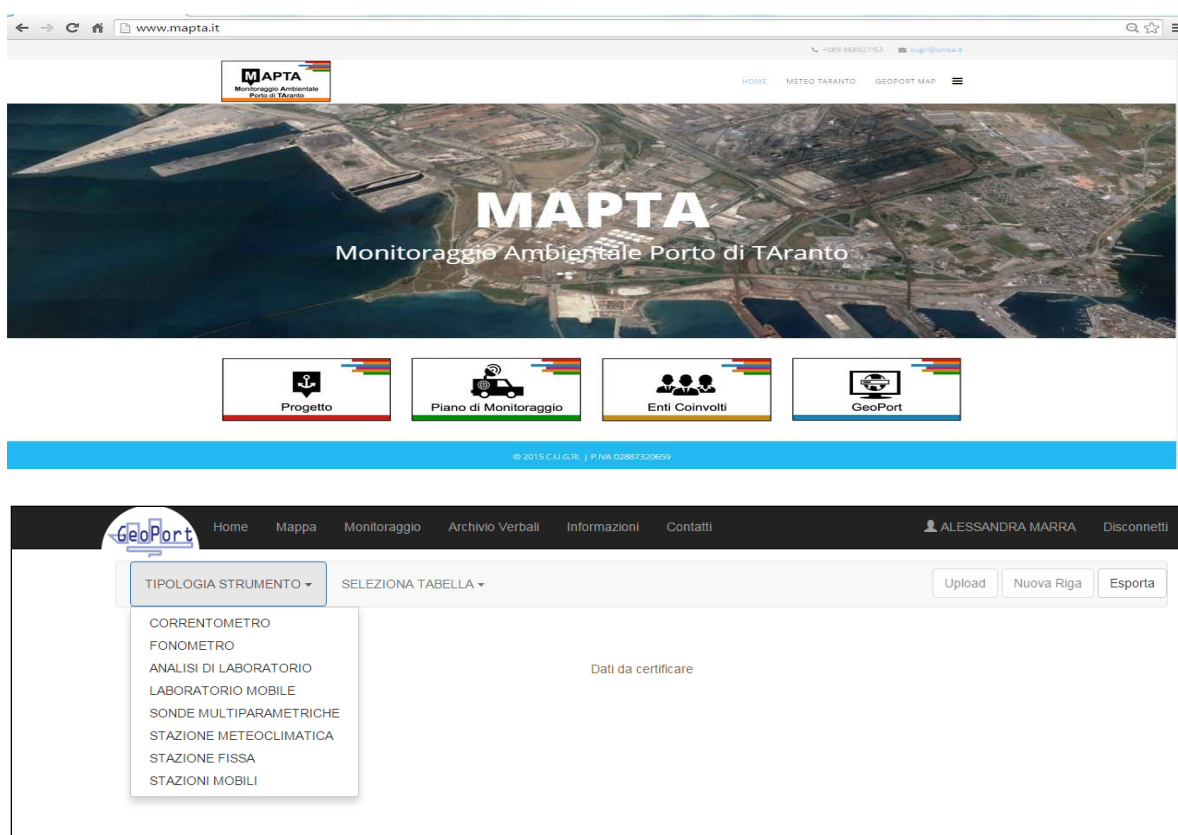 www.mapta.it
+089 968927/53 cugri@unisa.it
MAPTA
Monitoraggio Ambientale
Porto di TAranto
HOME METEO TARANTO GEOPORT MAP
MAPTA
Monitoraggio Ambientale Porto di TAranto
Progetto
Piano di Monitoraggio
Enti Coinvolti
GeoPort
© 2015 C.U.G.RI. | P.IVA 02887320659
GeoPort
Home Mappa Monitoraggio Archivio Verbali Informazioni Contatti ALESSANDRA MARRA Disconnetti
TIPOLOGIA STRUMENTO SELEZIONA TABELLA Upload Nuova Riga Esporta
CORRENTOMETRO
FONOMETRO
ANALISI DI LABORATORIO
LABORATORIO MOBILE
SONDE MULTIPARAMETRICHE
STAZIONE METEOCLIMATICA
STAZIONE FISSA
STAZIONI MOBILI
Dati da certificare